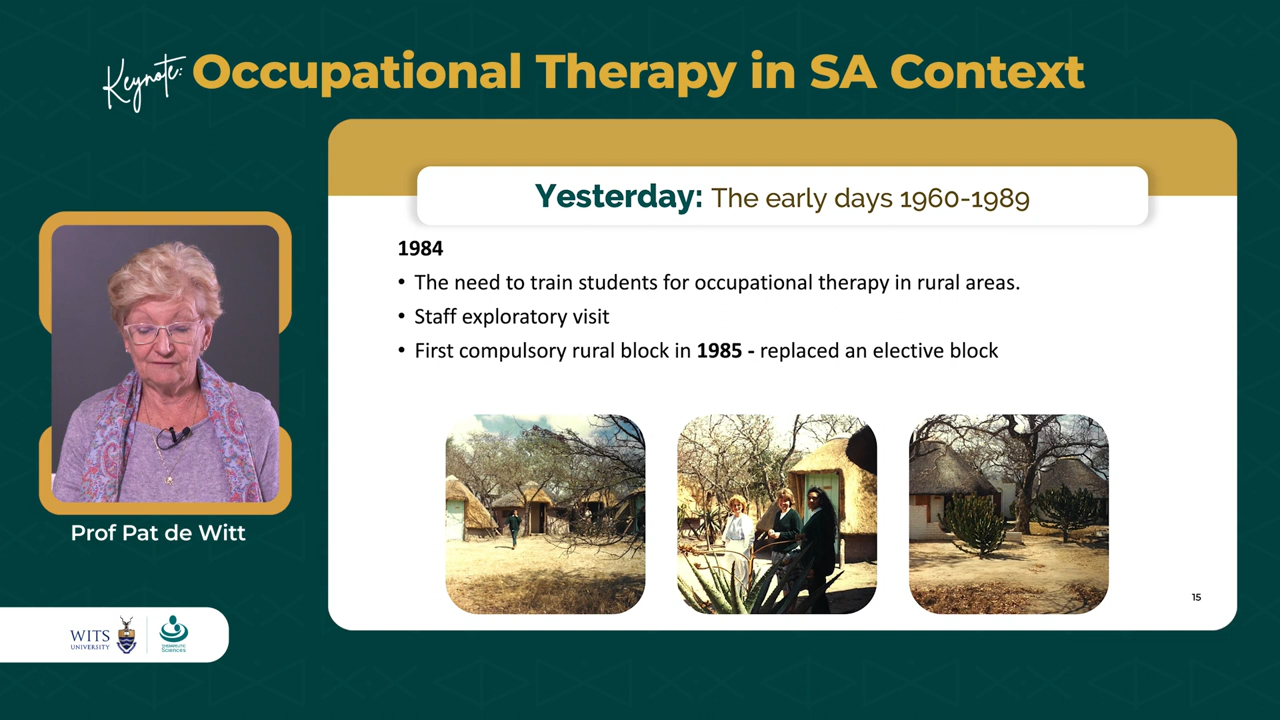 Keynote: Occupational Therapy in SA Context
Yesterday: The early days 1960-1989
1984
• The need to train students for occupational therapy in rural areas.
• Staff exploratory visit
• First compulsory rural block in 1985 - replaced an elective block
Prof Pat de Witt
15
WITS
UNIVERSITY
THERAPEUTIC
Sciences